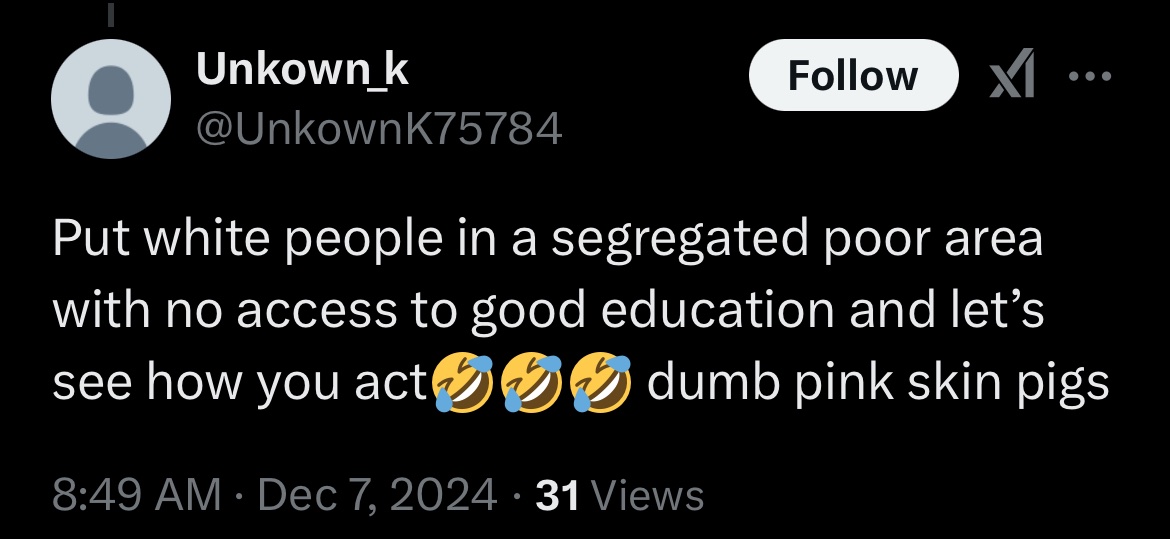 Unkown_k
Follow
@UnkownK75784
Put white people in a segregated poor area
with no access to good education and let’s
see how you act🤣🤣🤣 dumb pink skin pigs
8:49 AM · Dec 7, 2024 · 31 Views